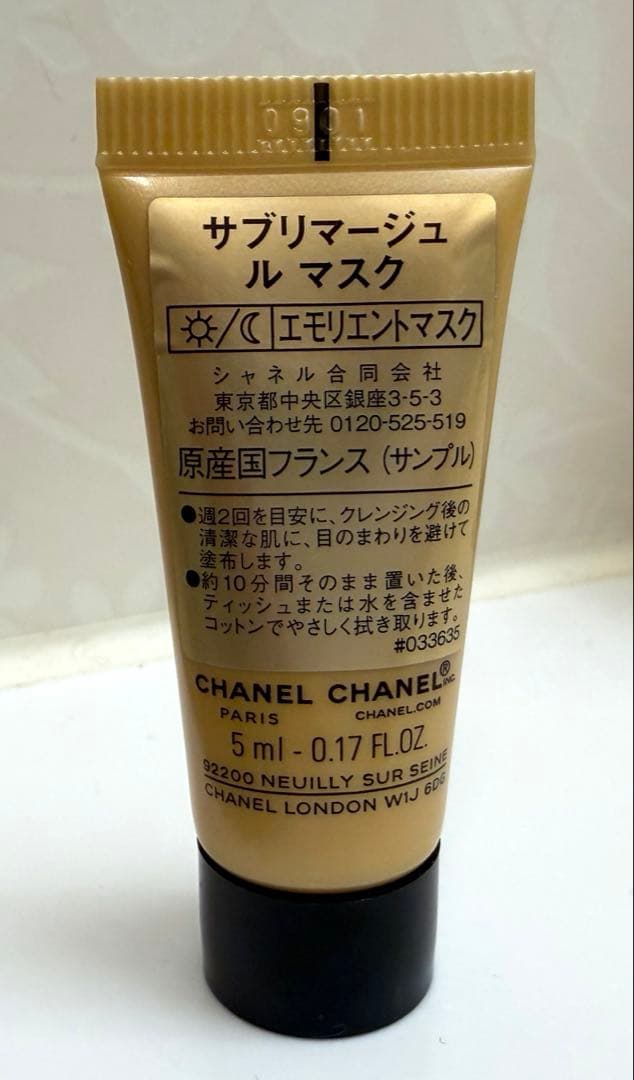 0901
サブリマージュ
ル マスク
/ エモリエントマスク
シャネル合同会社
東京都中央区銀座3-5-3
お問い合わせ先 0120-525-519
原産国フランス (サンプル)
●週2回を目安に、クレンジング後の
清潔な肌に、目のまわりを避けて
塗布します。
●約10分間そのまま置いた後、
ティッシュまたは水を含ませた
コットンでやさしく拭き取ります。
#033635
CHANEL CHANEL® INC.
PARIS CHANEL.COM
5 ml - 0.17 FL.OZ.
92200 NEUILLY SUR SEINE
CHANEL LONDON W1J 6DG